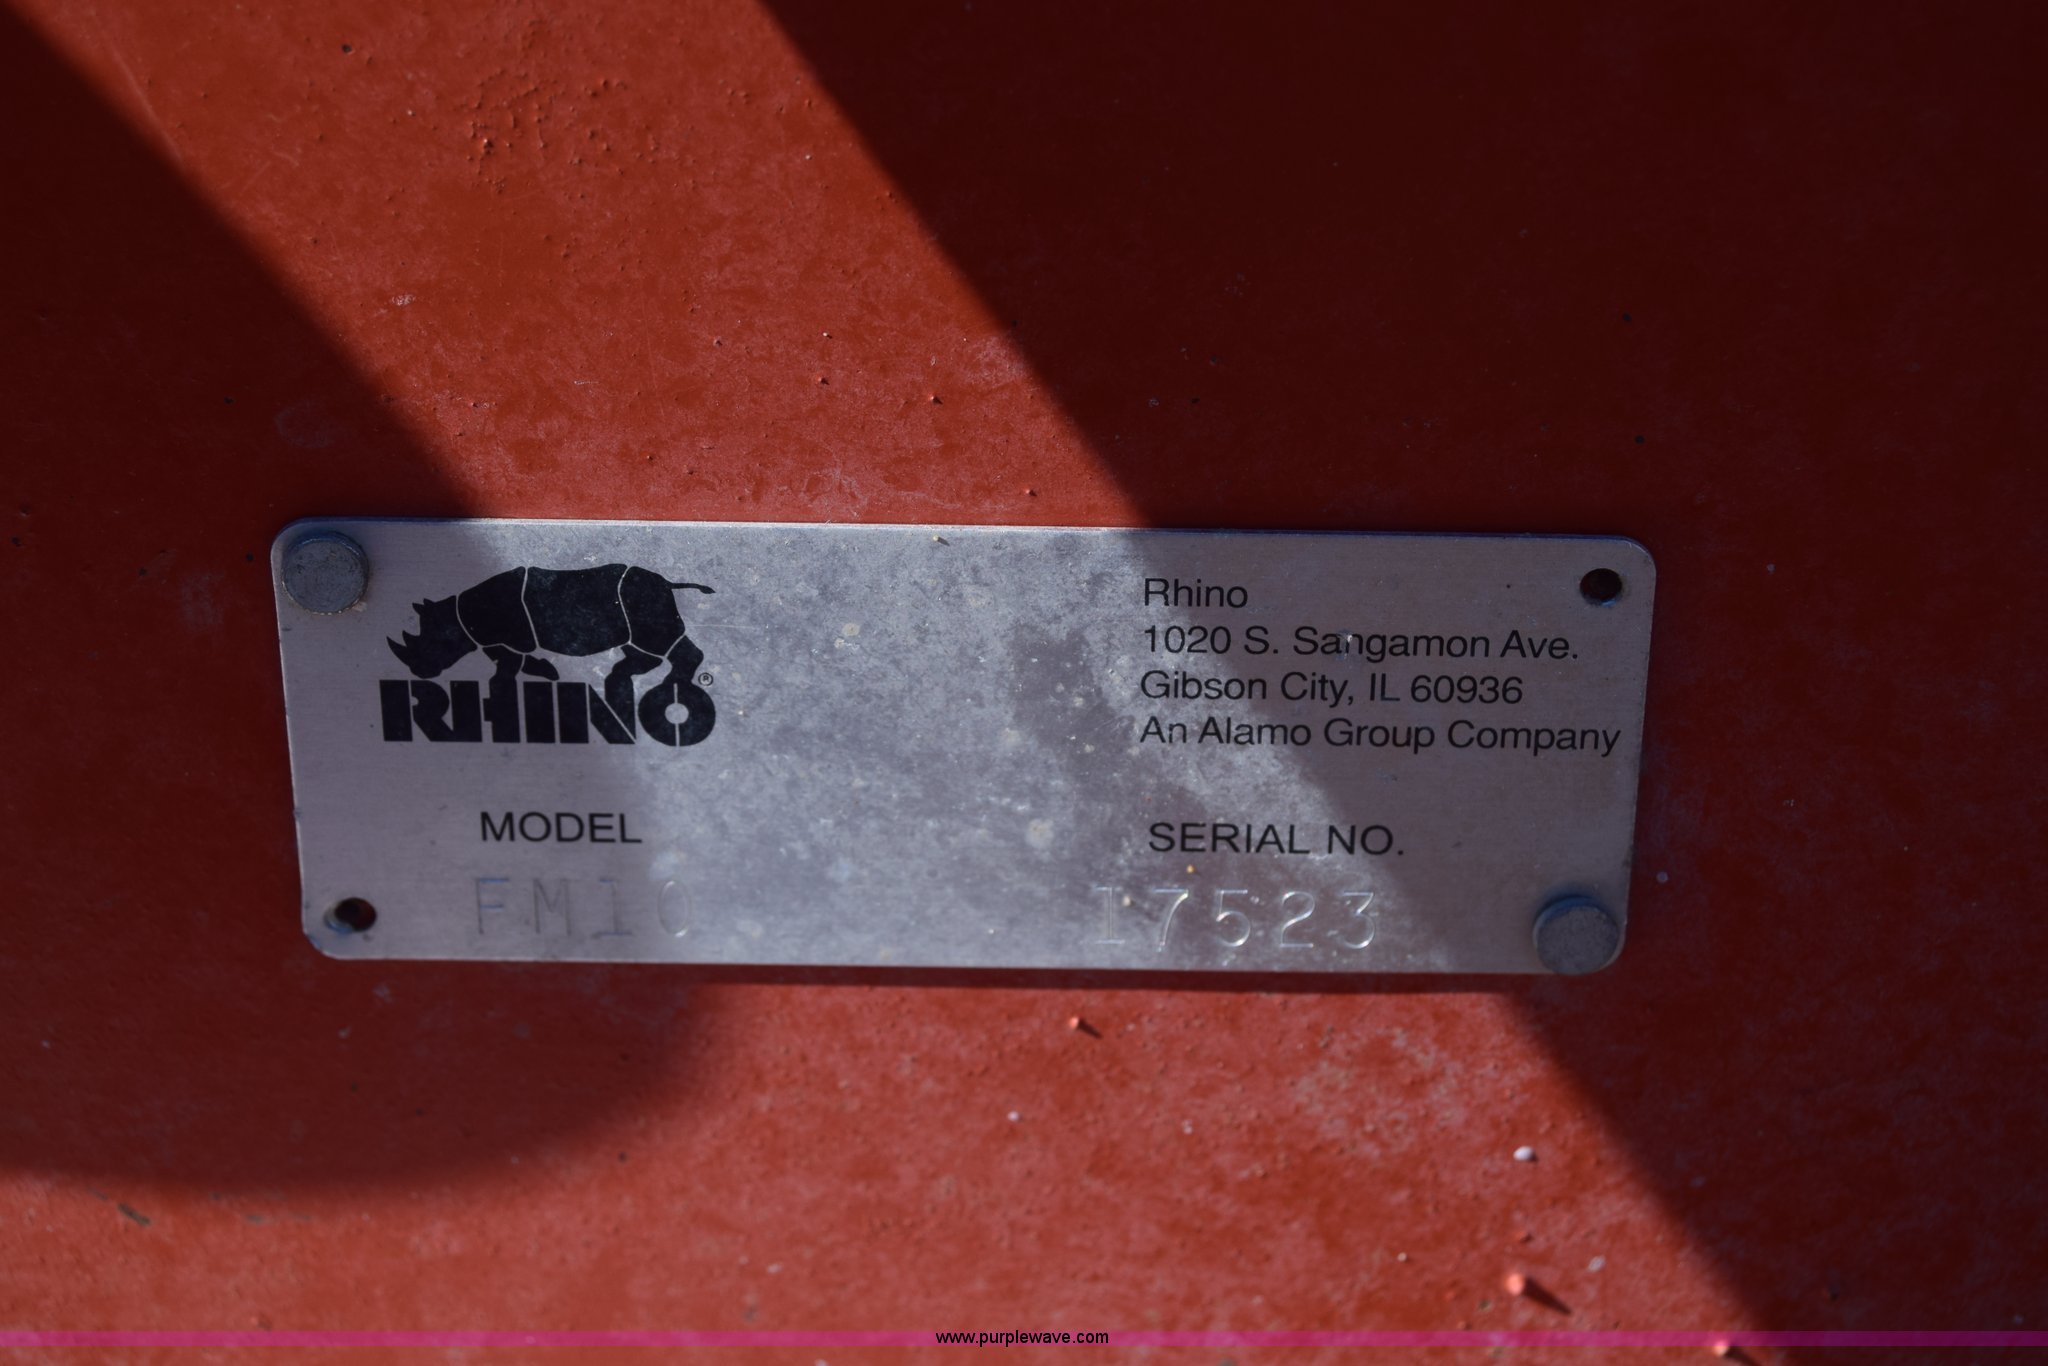 RHINO®
Rhino
1020 S. Sangamon Ave.
Gibson City, IL 60936
An Alamo Group Company
MODEL
SERIAL NO.
FM10
17523
www.purplewave.com